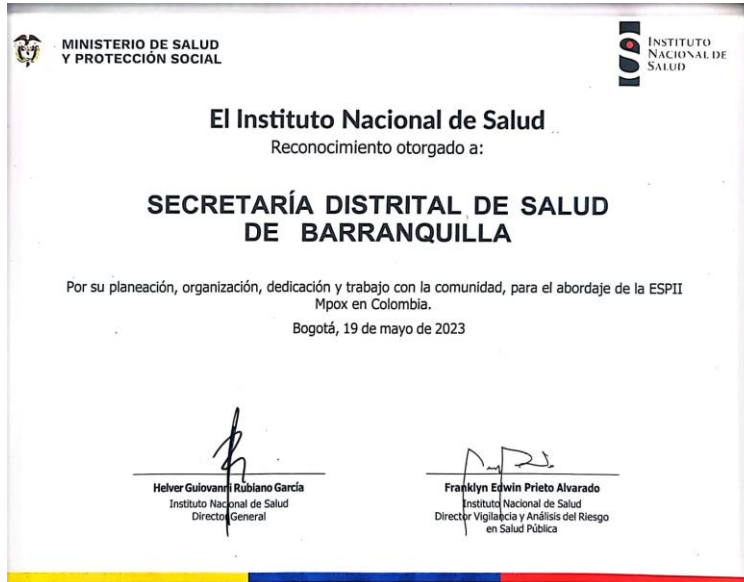 MINISTERIO DE SALUD
Y PROTECCIÓN SOCIAL
INSTITUTO
NACIONAL DE
SALUD
El Instituto Nacional de Salud
Reconocimiento otorgado a:
SECRETARÍA DISTRITAL DE SALUD
DE BARRANQUILLA
Por su planeación, organización, dedicación y trabajo con la comunidad, para el abordaje de la ESPII
Mpox en Colombia.
Bogotá, 19 de mayo de 2023
Helver Guiovanni Rubiano García
Instituto Nacional de Salud
Director General
Franklyn Edwin Prieto Alvarado
Instituto Nacional de Salud
Director Vigilancia y Análisis del Riesgo
en Salud Pública